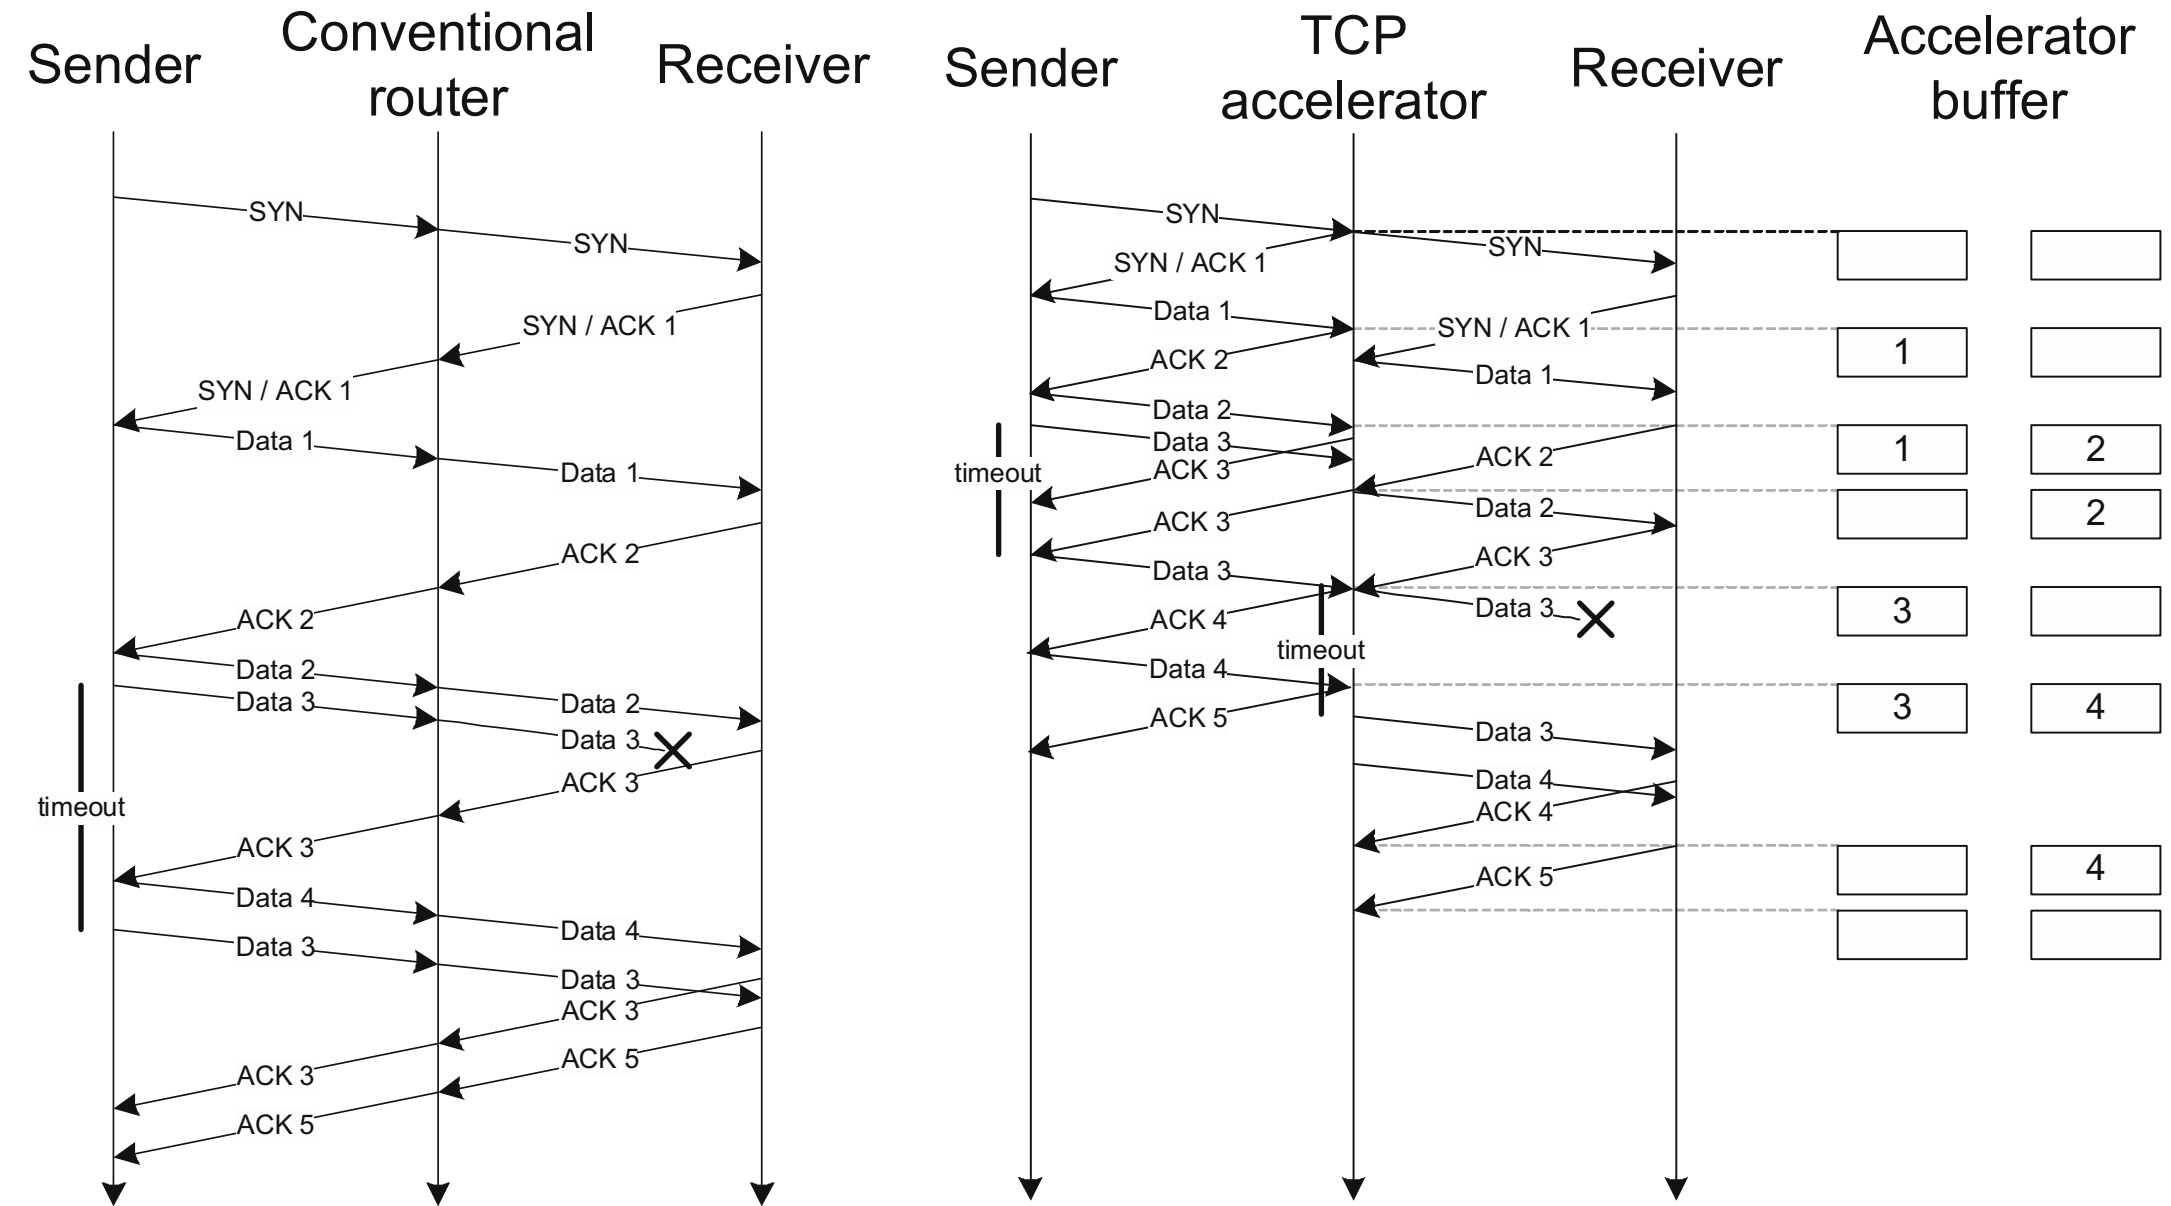 Sender
Conventional
router
Receiver
SYN
SYN
SYN / ACK 1
SYN / ACK 1
Data 1
Data 1
ACK 2
ACK 2
Data 2
Data 3
Data 2
Data 3
ACK 3
timeout
ACK 3
Data 4
Data 4
Data 3
Data 3
ACK 3
ACK 5
ACK 3
ACK 5
Sender
TCP
accelerator
Receiver
Accelerator
buffer
SYN
SYN
SYN / ACK 1
Data 1
SYN / ACK 1
1
ACK 2
Data 1
Data 2
Data 3
ACK 3
timeout
ACK 2
1
2
ACK 3
Data 2
2
Data 3
ACK 3
ACK 4
Data 3
3
timeout
Data 4
ACK 5
3
4
Data 3
Data 4
ACK 4
ACK 5
4